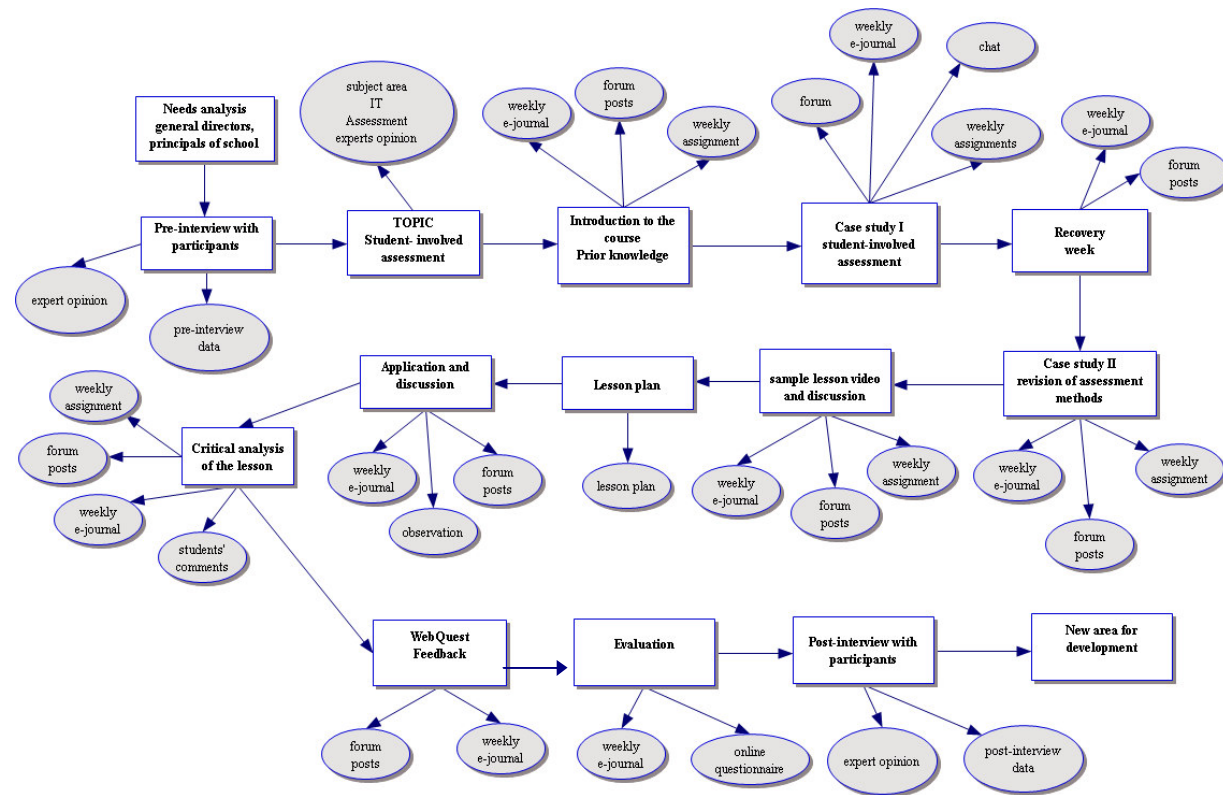 Needs analysis
general directors,
principals of school
subject area
IT
Assessment
experts opinion
weekly
e-journal
forum
posts
weekly
assignment
forum
weekly
e-journal
chat
weekly
assignments
weekly
e-journal
forum
posts
Pre-interview with
participants
TOPIC
Student- involved
assessment
Introduction to the
course
Prior knowledge
Case study I
student-involved
assessment
Recovery
week
expert opinion
pre-interview
data
Case study II
revision of assessment
methods
sample lesson video
and discussion
Lesson plan
Application and
discussion
Critical analysis
of the lesson
weekly
e-journal
forum
posts
weekly
assignment
weekly
e-journal
forum
posts
weekly
assignment
lesson plan
weekly
e-journal
observation
forum
posts
weekly
assignment
forum
posts
weekly
e-journal
students'
comments
WebQuest
Feedback
Evaluation
Post-interview with
participants
New area for
development
forum
posts
weekly
e-journal
weekly
e-journal
online
questionnaire
expert opinion
post-interview
data